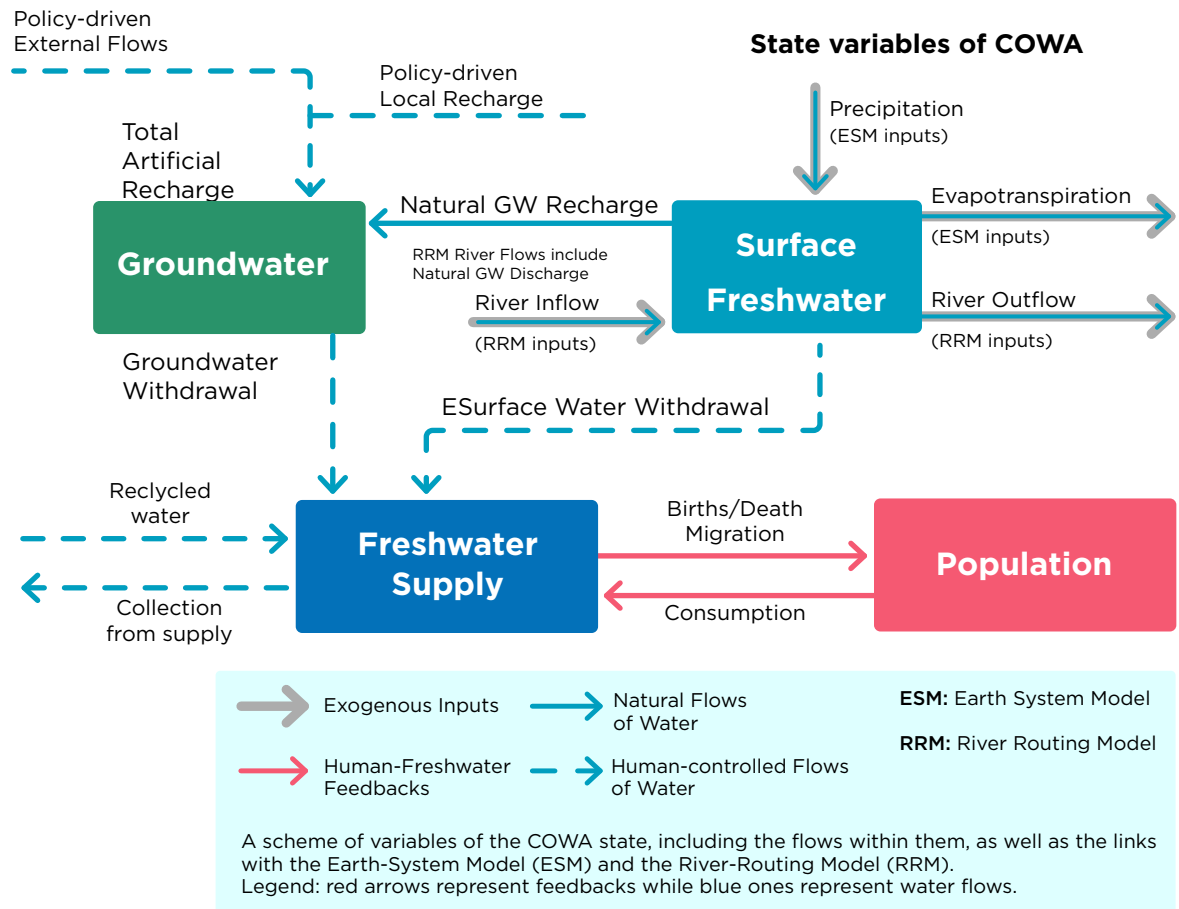 Policy-driven
External Flows
State variables of COWA
Policy-driven
Local Recharge
Precipitation
(ESM inputs)
Total
Artificial
Recharge
Natural GW Recharge
Evapotranspiration
(ESM inputs)
Groundwater
Surface
Freshwater
RRM River Flows include
Natural GW Discharge
River Inflow
(RRM inputs)
River Outflow
(RRM inputs)
Groundwater
Withdrawal
ESurface Water Withdrawal
Reclycled
water
Freshwater
Supply
Births/Death
Migration
Population
Consumption
Collection
from supply
Exogenous Inputs
Natural Flows
of Water
ESM: Earth System Model
RRM: River Routing Model
Human-Freshwater
Feedbacks
Human-controlled Flows
of Water
A scheme of variables of the COWA state, including the flows within them, as well as the links
with the Earth-System Model (ESM) and the River-Routing Model (RRM).
Legend: red arrows represent feedbacks while blue ones represent water flows.